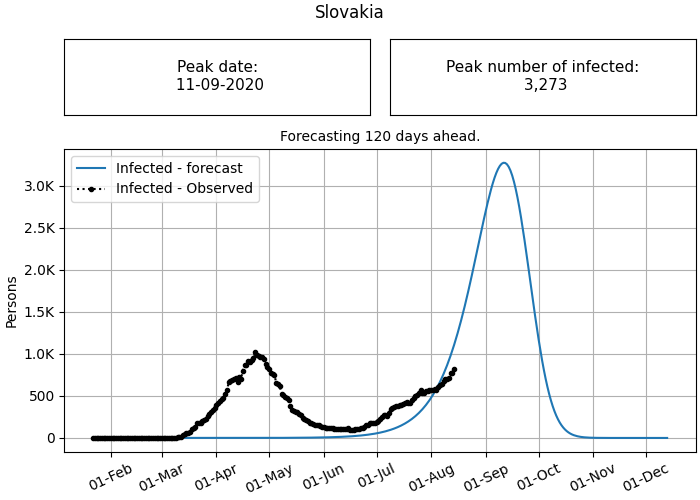 Slovakia
Peak date:
11-09-2020
Peak number of infected:
3,273
Forecasting 120 days ahead.
Infected - forecast
Infected - Observed
Persons
3.0K
2.5K
2.0K
1.5K
1.0K
500
0
01-Feb
01-Mar
01-Apr
01-May
01-Jun
01-Jul
01-Aug
01-Sep
01-Oct
01-Nov
01-Dec